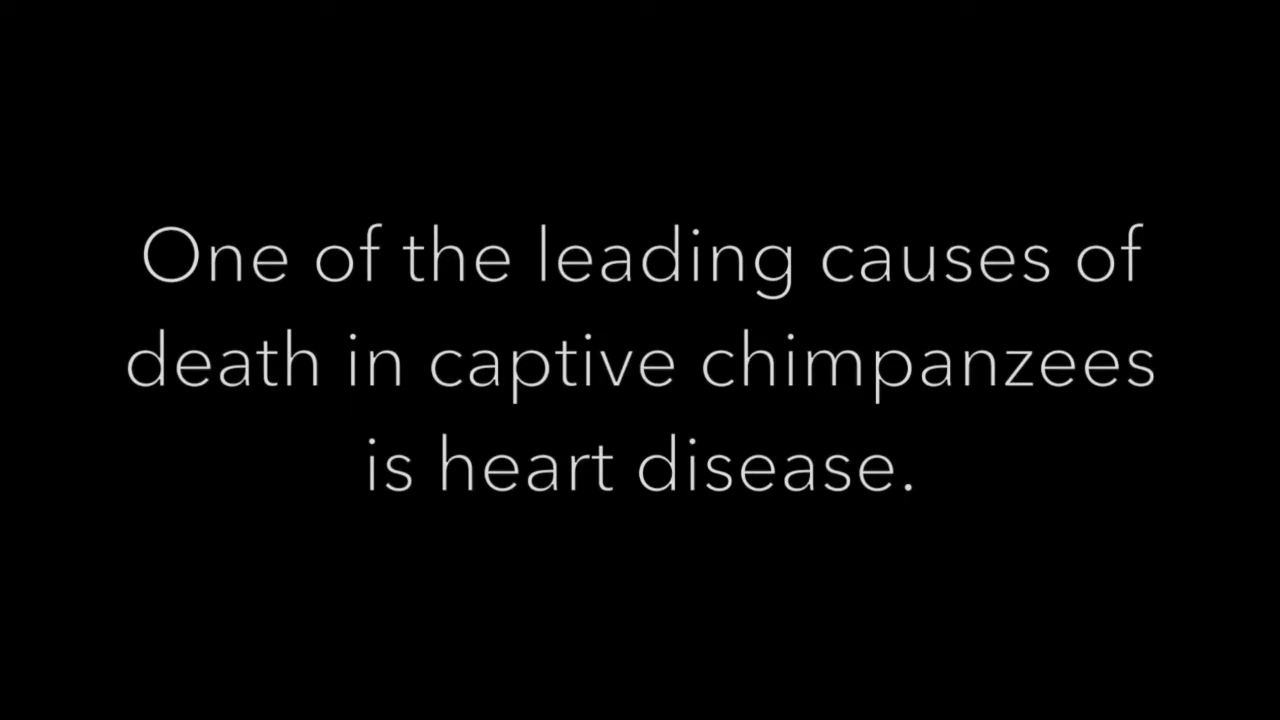 One of the leading causes of
death in captive chimpanzees
is heart disease.